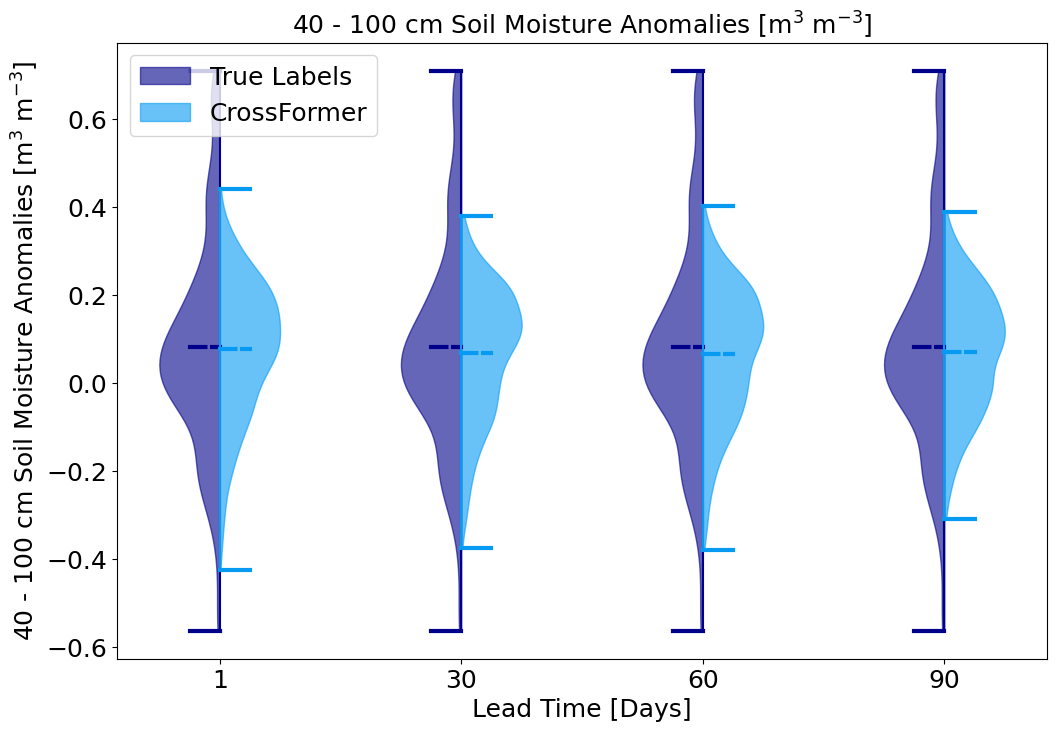 40 - 100 cm Soil Moisture Anomalies [m³ m⁻³]
True Labels
CrossFormer
40 - 100 cm Soil Moisture Anomalies [m³ m⁻³]
0.6
0.4
0.2
0.0
−0.2
−0.4
−0.6
1 30 60 90
Lead Time [Days]